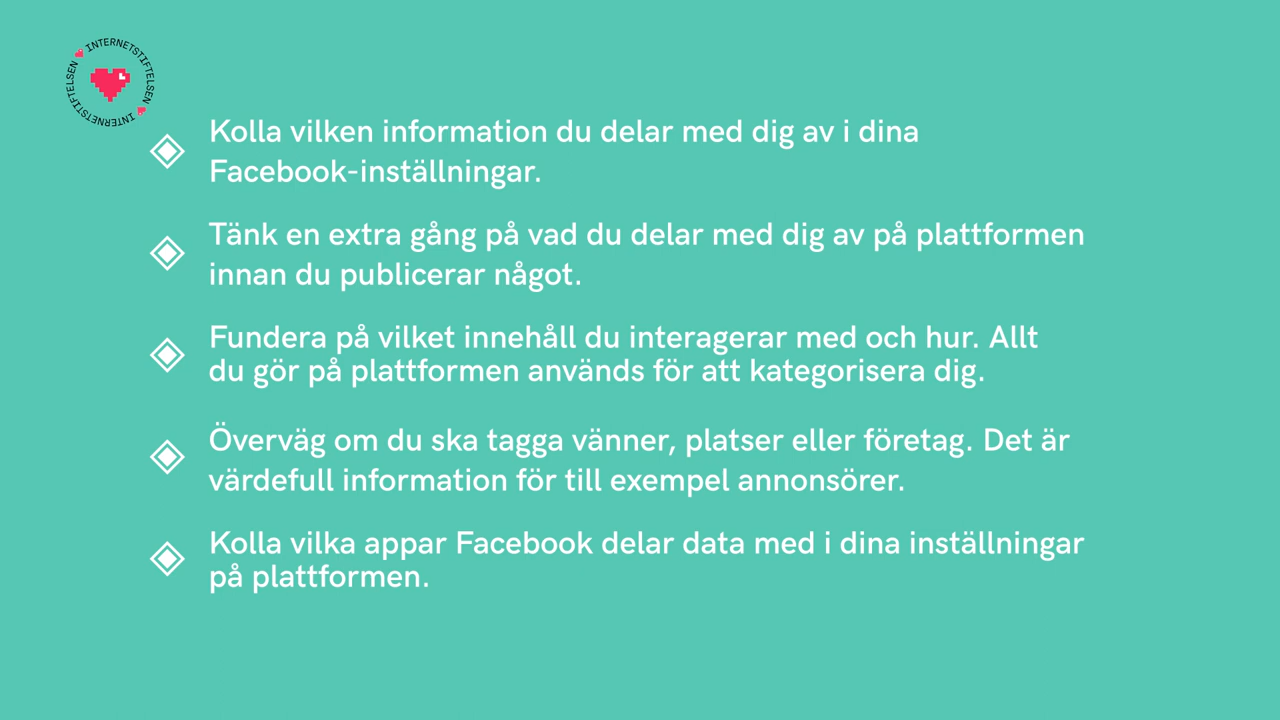 INTERNETSTIFTELSEN INTERNETSTIFTELSEN
Kolla vilken information du delar med dig av i dina
Facebook-inställningar.
Tänk en extra gång på vad du delar med dig av på plattformen
innan du publicerar något.
Fundera på vilket innehåll du interagerar med och hur. Allt
du gör på plattformen används för att kategorisera dig.
Överväg om du ska tagga vänner, platser eller företag. Det är
värdefull information för till exempel annonsörer.
Kolla vilka appar Facebook delar data med i dina inställningar
på plattformen.